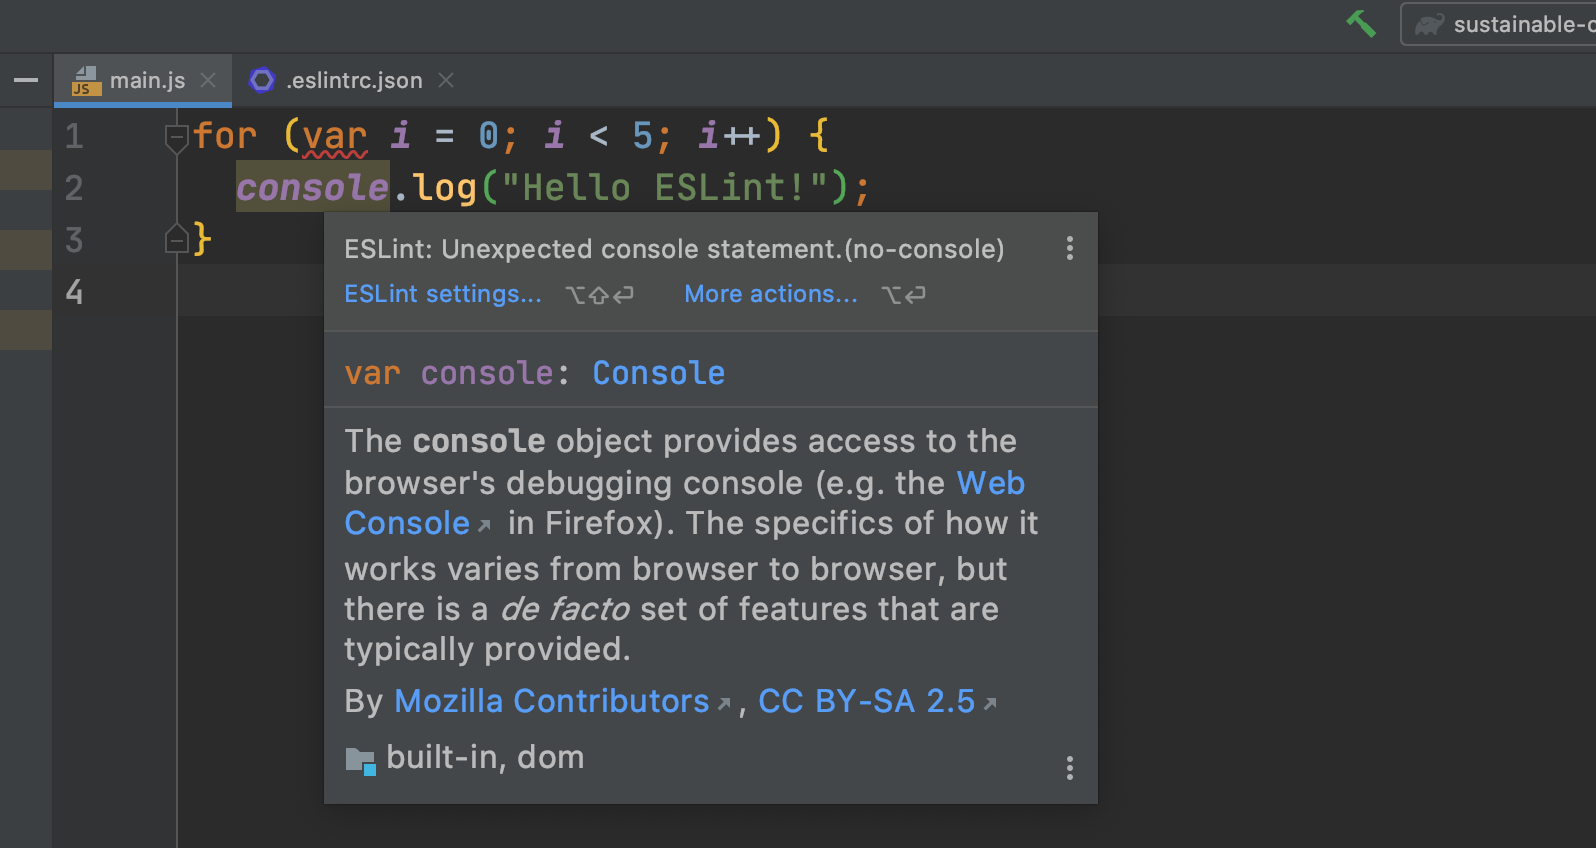 sustainable-c
main.js
.eslintrc.json
1 for (var i = 0; i < 5; i++) {
2 console.log("Hello ESLint!");
3 }
4
ESLint: Unexpected console statement.(no-console)
ESLint settings... ⌥⇧⏎ More actions... ⌥⏎
var console: Console
The console object provides access to the
browser's debugging console (e.g. the Web
Console↗ in Firefox). The specifics of how it
works varies from browser to browser, but
there is a de facto set of features that are
typically provided.
By Mozilla Contributors↗, CC BY-SA 2.5↗
built-in, dom